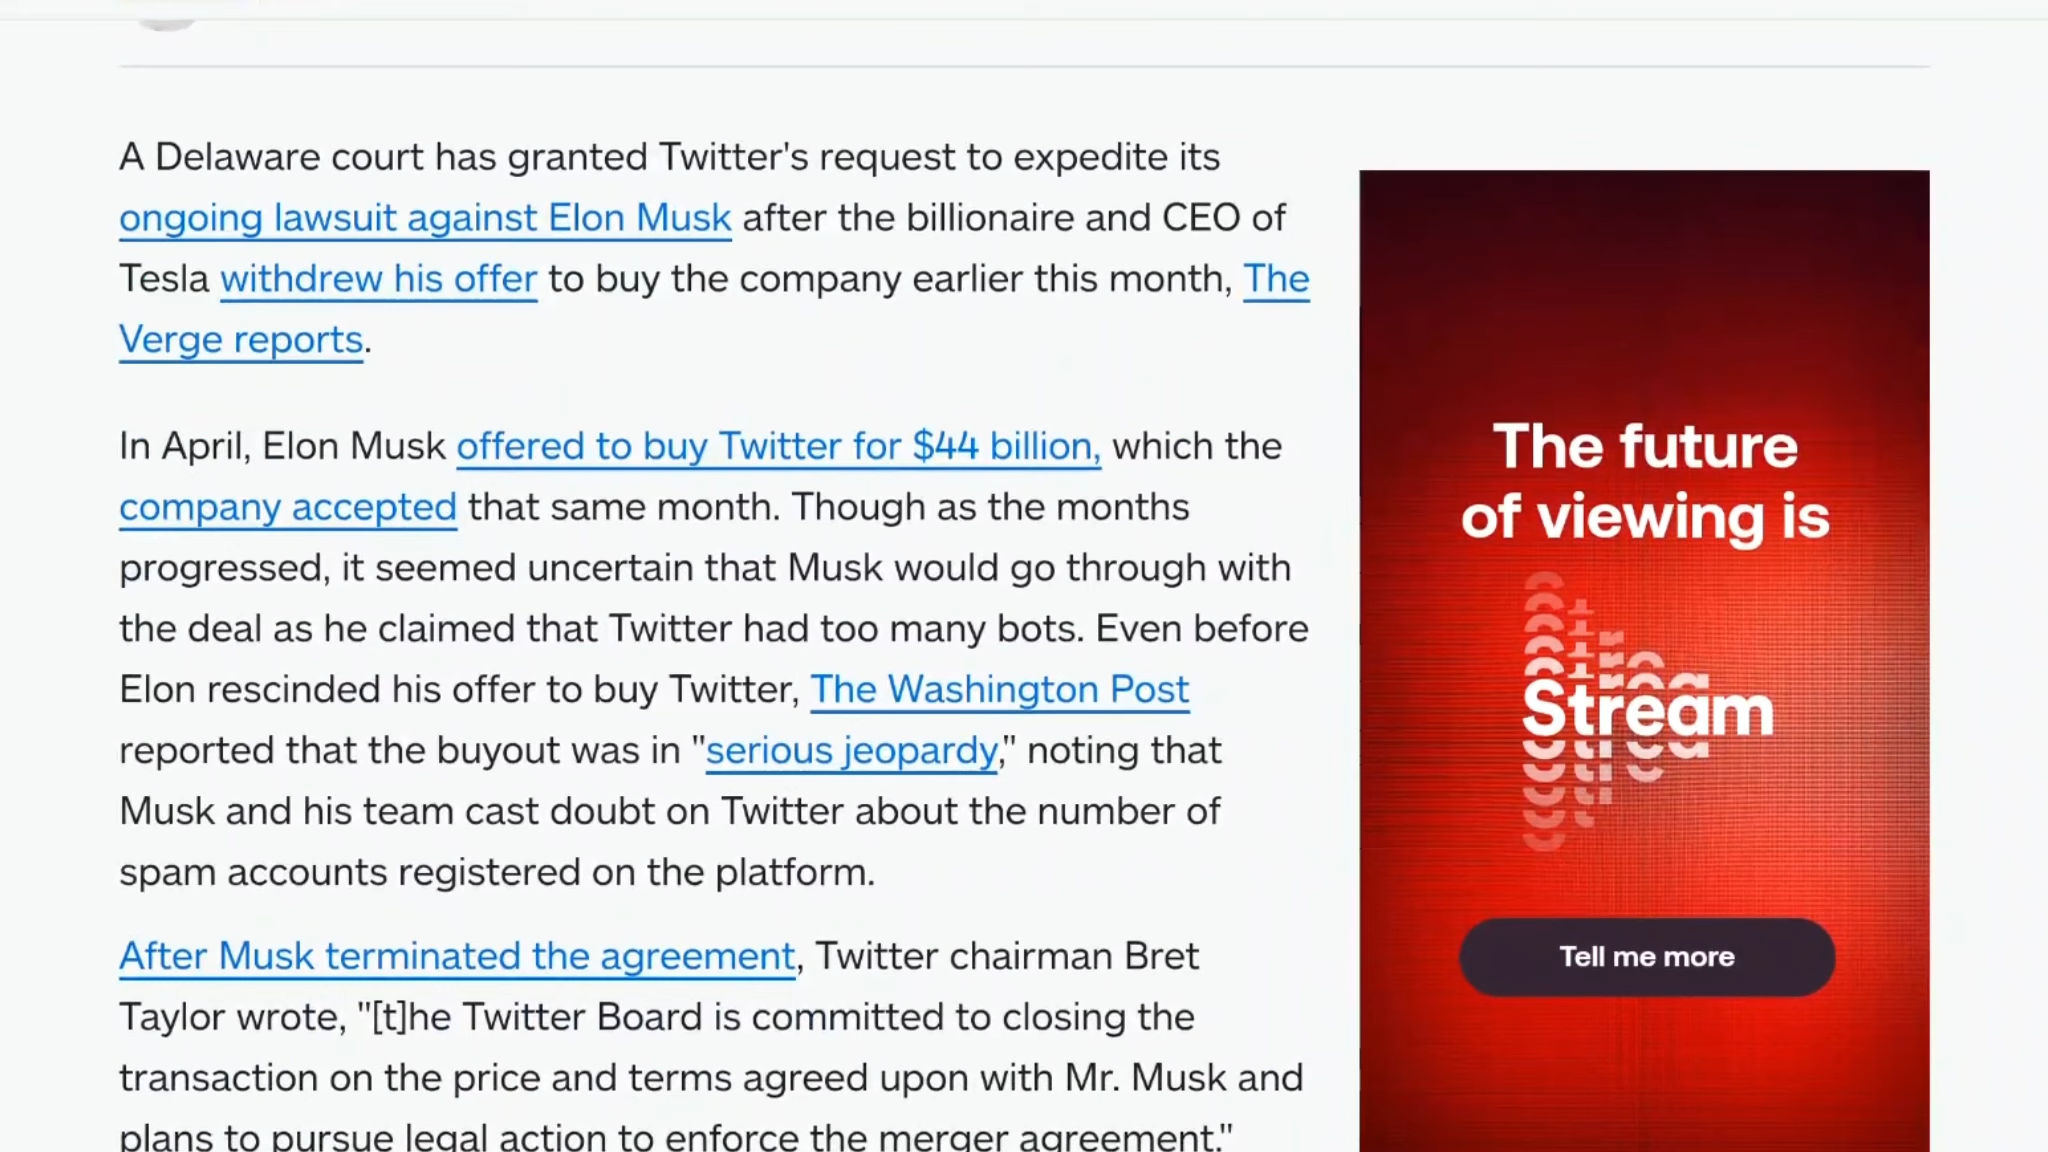 A Delaware court has granted Twitter's request to expedite its
ongoing lawsuit against Elon Musk after the billionaire and CEO of
Tesla withdrew his offer to buy the company earlier this month, The
Verge reports.
In April, Elon Musk offered to buy Twitter for $44 billion, which the
company accepted that same month. Though as the months
progressed, it seemed uncertain that Musk would go through with
the deal as he claimed that Twitter had too many bots. Even before
Elon rescinded his offer to buy Twitter, The Washington Post
reported that the buyout was in "serious jeopardy," noting that
Musk and his team cast doubt on Twitter about the number of
spam accounts registered on the platform.
After Musk terminated the agreement, Twitter chairman Bret
Taylor wrote, "[t]he Twitter Board is committed to closing the
transaction on the price and terms agreed upon with Mr. Musk and
plans to pursue legal action to enforce the merger agreement."
The future
of viewing is
Stream
Tell me more